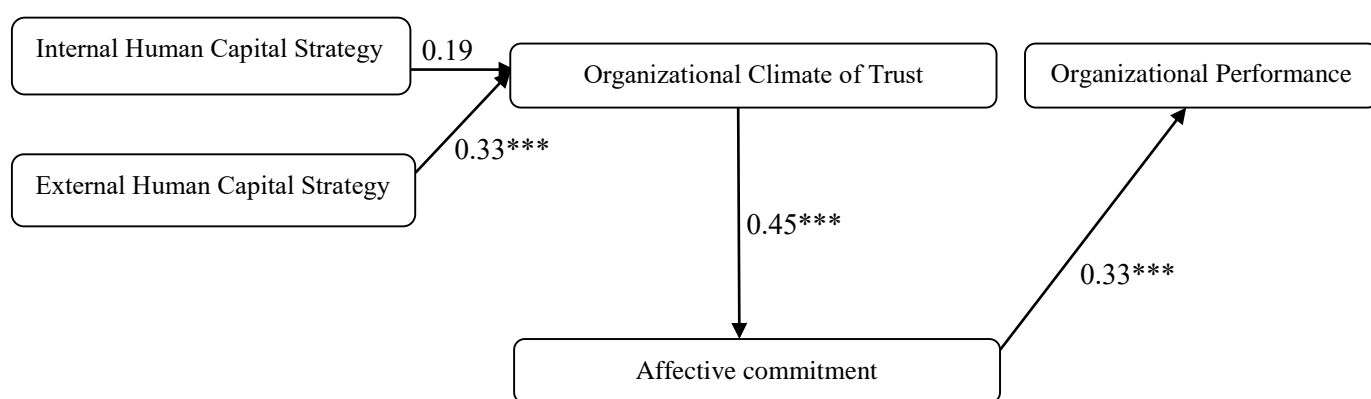 Internal Human Capital Strategy
0.19
Organizational Climate of Trust
Organizational Performance
0.33***
External Human Capital Strategy
0.45***
0.33***
Affective commitment